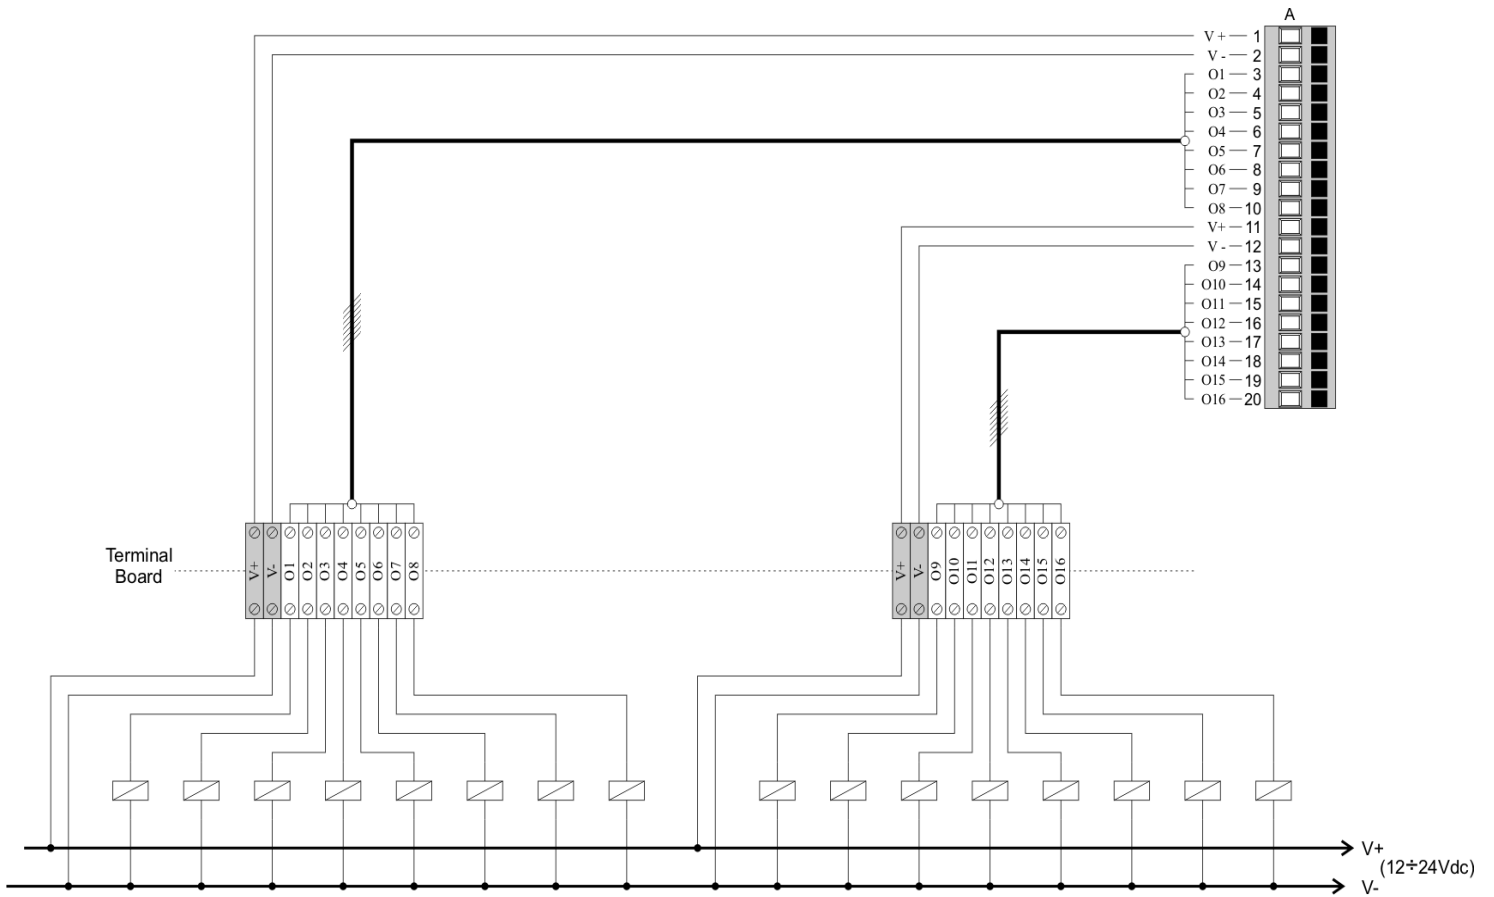 A
V + 1
V - 2
O1 3
O2 4
O3 5
O4 6
O5 7
O6 8
O7 9
O8 10
V+ 11
V - 12
O9 13
O10 14
O11 15
O12 16
O13 17
O14 18
O15 19
O16 20
Terminal
Board
V+ V- O1 O2 O3 O4 O5 O6 O7 O8
V+ V- O9 O10 O11 O12 O13 O14 O15 O16
V+
(12÷24Vdc)
V-